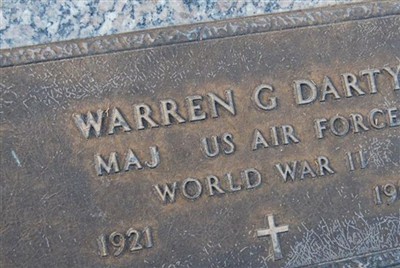 WARREN G DARTY
MAJ US AIR FORCE
WORLD WAR II
1921